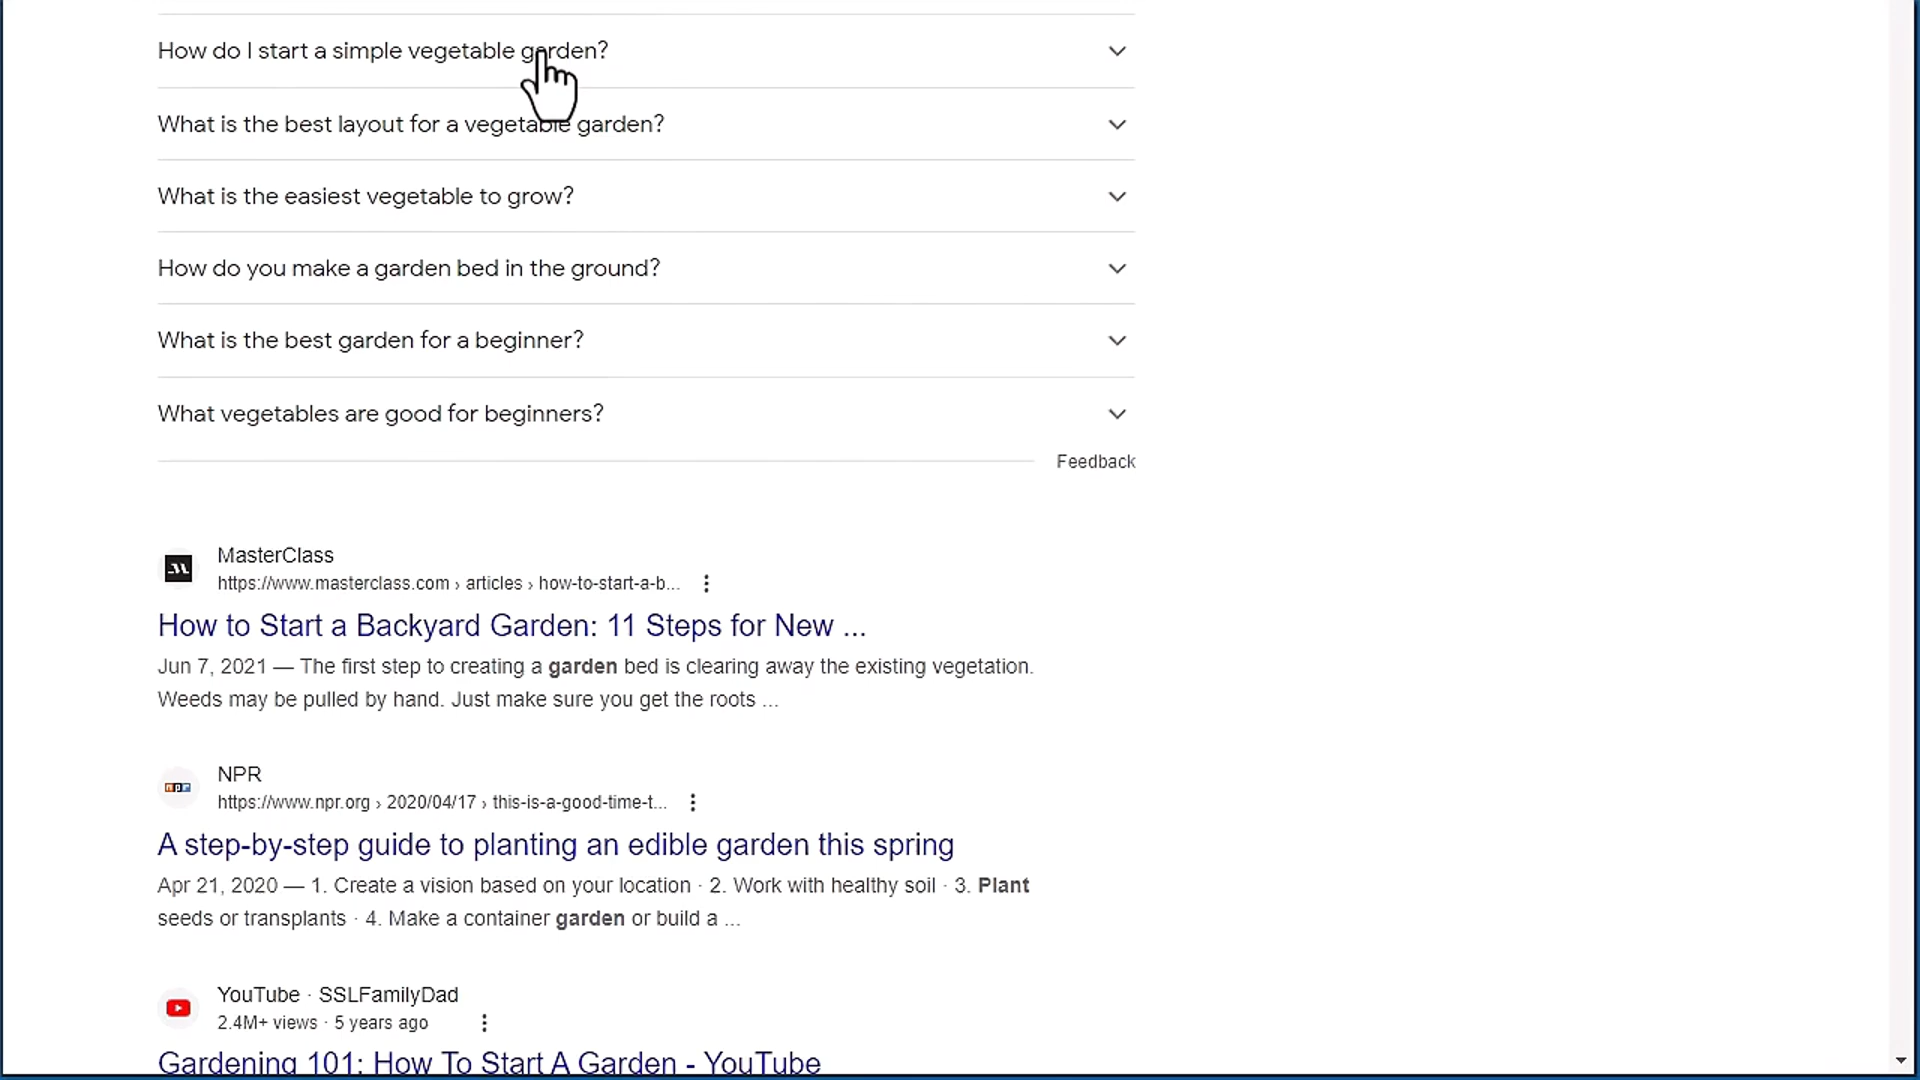 How do I start a simple vegetable garden?
What is the best layout for a vegetable garden?
What is the easiest vegetable to grow?
How do you make a garden bed in the ground?
What is the best garden for a beginner?
What vegetables are good for beginners?
Feedback
MasterClass
https://www.masterclass.com › articles › how-to-start-a-b...
How to Start a Backyard Garden: 11 Steps for New ...
Jun 7, 2021 — The first step to creating a garden bed is clearing away the existing vegetation.
Weeds may be pulled by hand. Just make sure you get the roots ...
npr
NPR
https://www.npr.org › 2020/04/17 › this-is-a-good-time-t...
A step-by-step guide to planting an edible garden this spring
Apr 21, 2020 — 1. Create a vision based on your location · 2. Work with healthy soil · 3. Plant
seeds or transplants · 4. Make a container garden or build a ...
YouTube · SSLFamilyDad
2.4M+ views · 5 years ago
Gardening 101: How To Start A Garden - YouTube